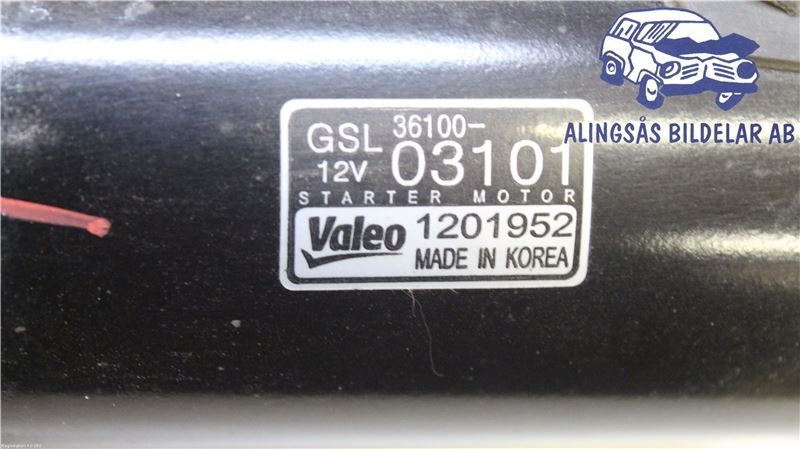 ALINGSÅS BILDELAR AB
GSL 36100-
12V 03101
STARTER MOTOR
Valeo 1201952
MADE IN KOREA